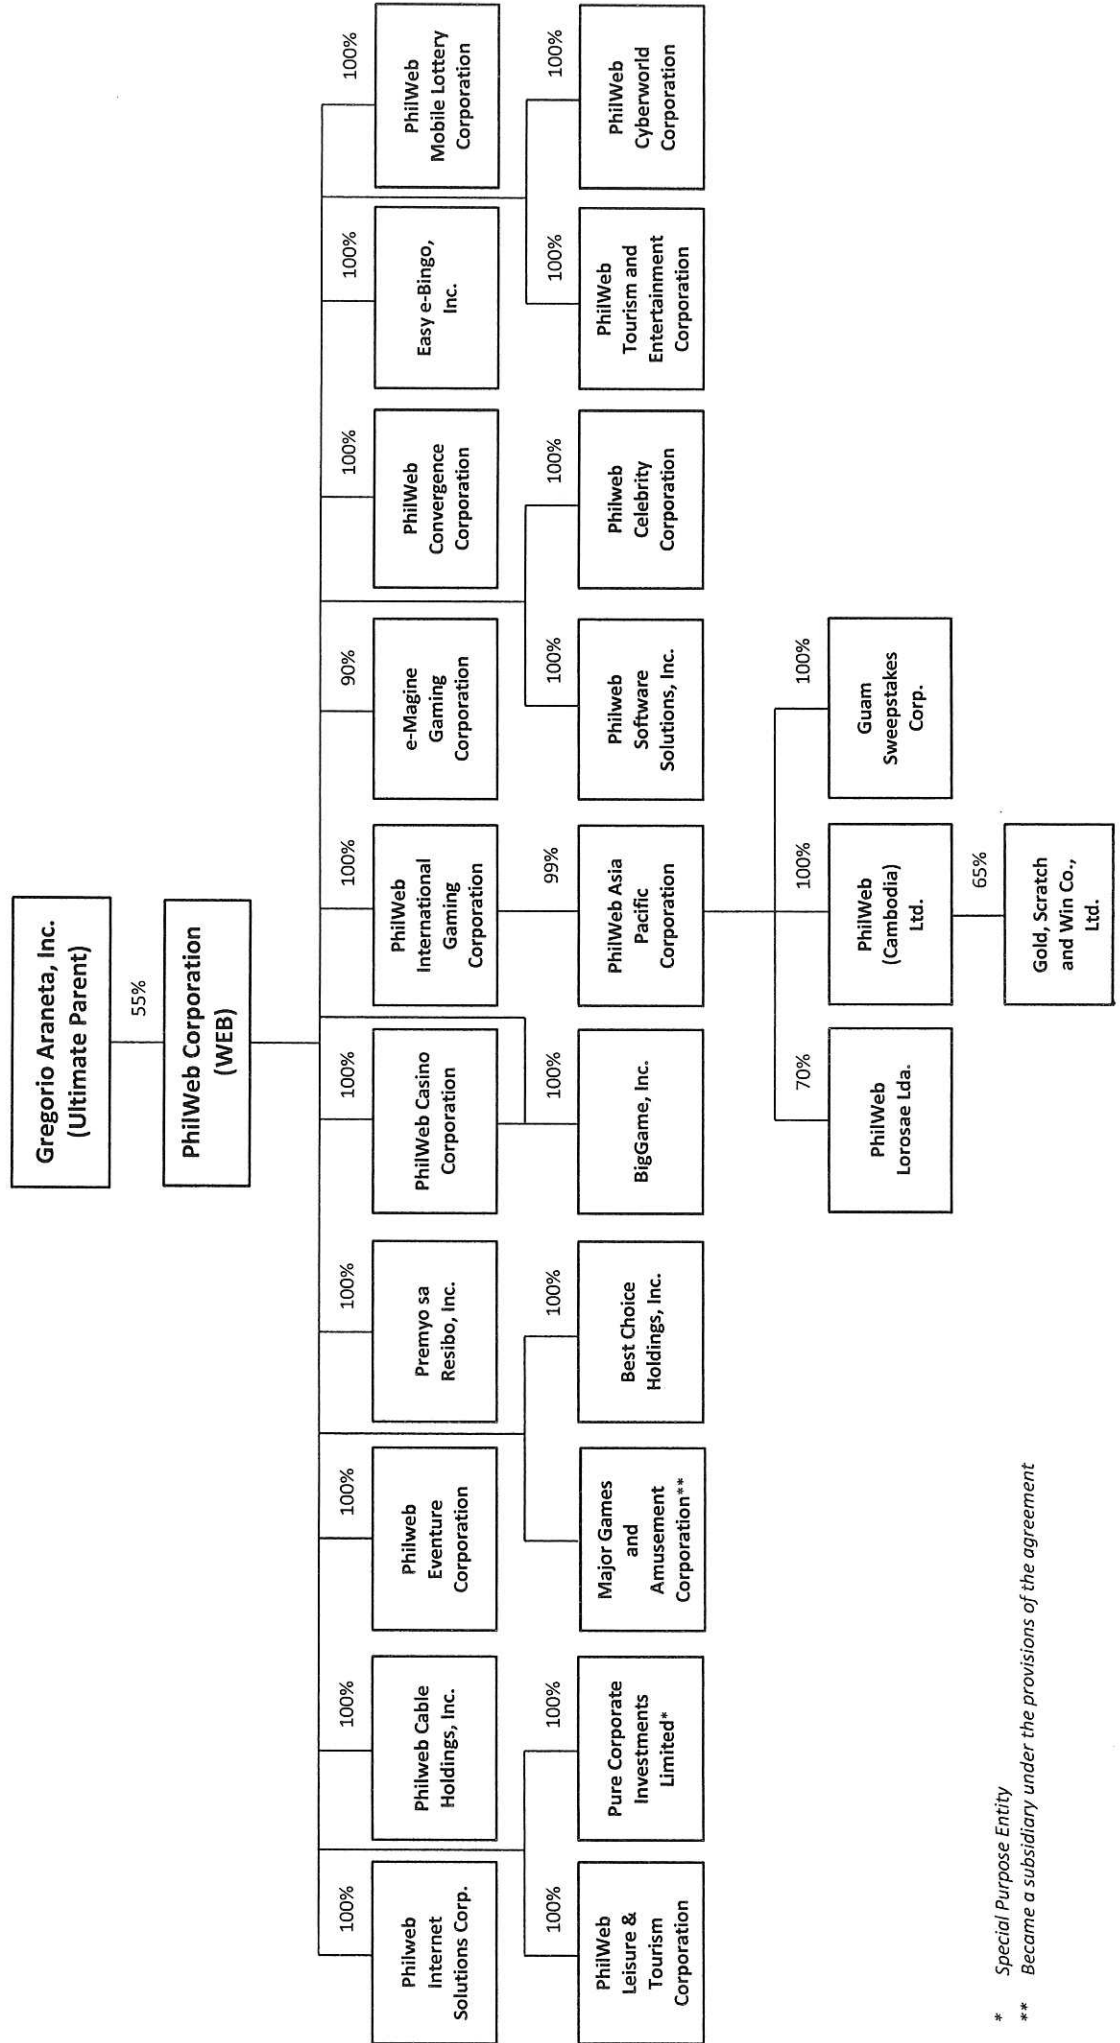 Gregorio Araneta, Inc.
(Ultimate Parent)
55%
PhilWeb Corporation
(WEB)
100%
100%
100%
100%
100%
100%
90%
100%
100%
100%
Philweb
Internet
Solutions Corp.
Philweb Cable
Holdings, Inc.
Philweb
Eventure
Corporation
Premyo sa
Resibo, Inc.
PhilWeb Casino
Corporation
PhilWeb
International
Gaming
Corporation
e-Magine
Gaming
Corporation
PhilWeb
Convergence
Corporation
Easy e-Bingo,
Inc.
PhilWeb
Mobile Lottery
Corporation
100%
100%
100%
100%
99%
100%
100%
100%
100%
PhilWeb
Leisure &
Tourism
Corporation
Pure Corporate
Investments
Limited*
Major Games
and
Amusement
Corporation**
Best Choice
Holdings, Inc.
BigGame, Inc.
PhilWeb Asia
Pacific
Corporation
Philweb
Software
Solutions, Inc.
Philweb
Celebrity
Corporation
PhilWeb
Tourism and
Entertainment
Corporation
PhilWeb
Cyberworld
Corporation
70%
100%
100%
PhilWeb
Lorosae Lda.
PhilWeb
(Cambodia)
Ltd.
Guam
Sweepstakes
Corp.
65%
Gold, Scratch
and Win Co.,
Ltd.
* Special Purpose Entity
** Became a subsidiary under the provisions of the agreement